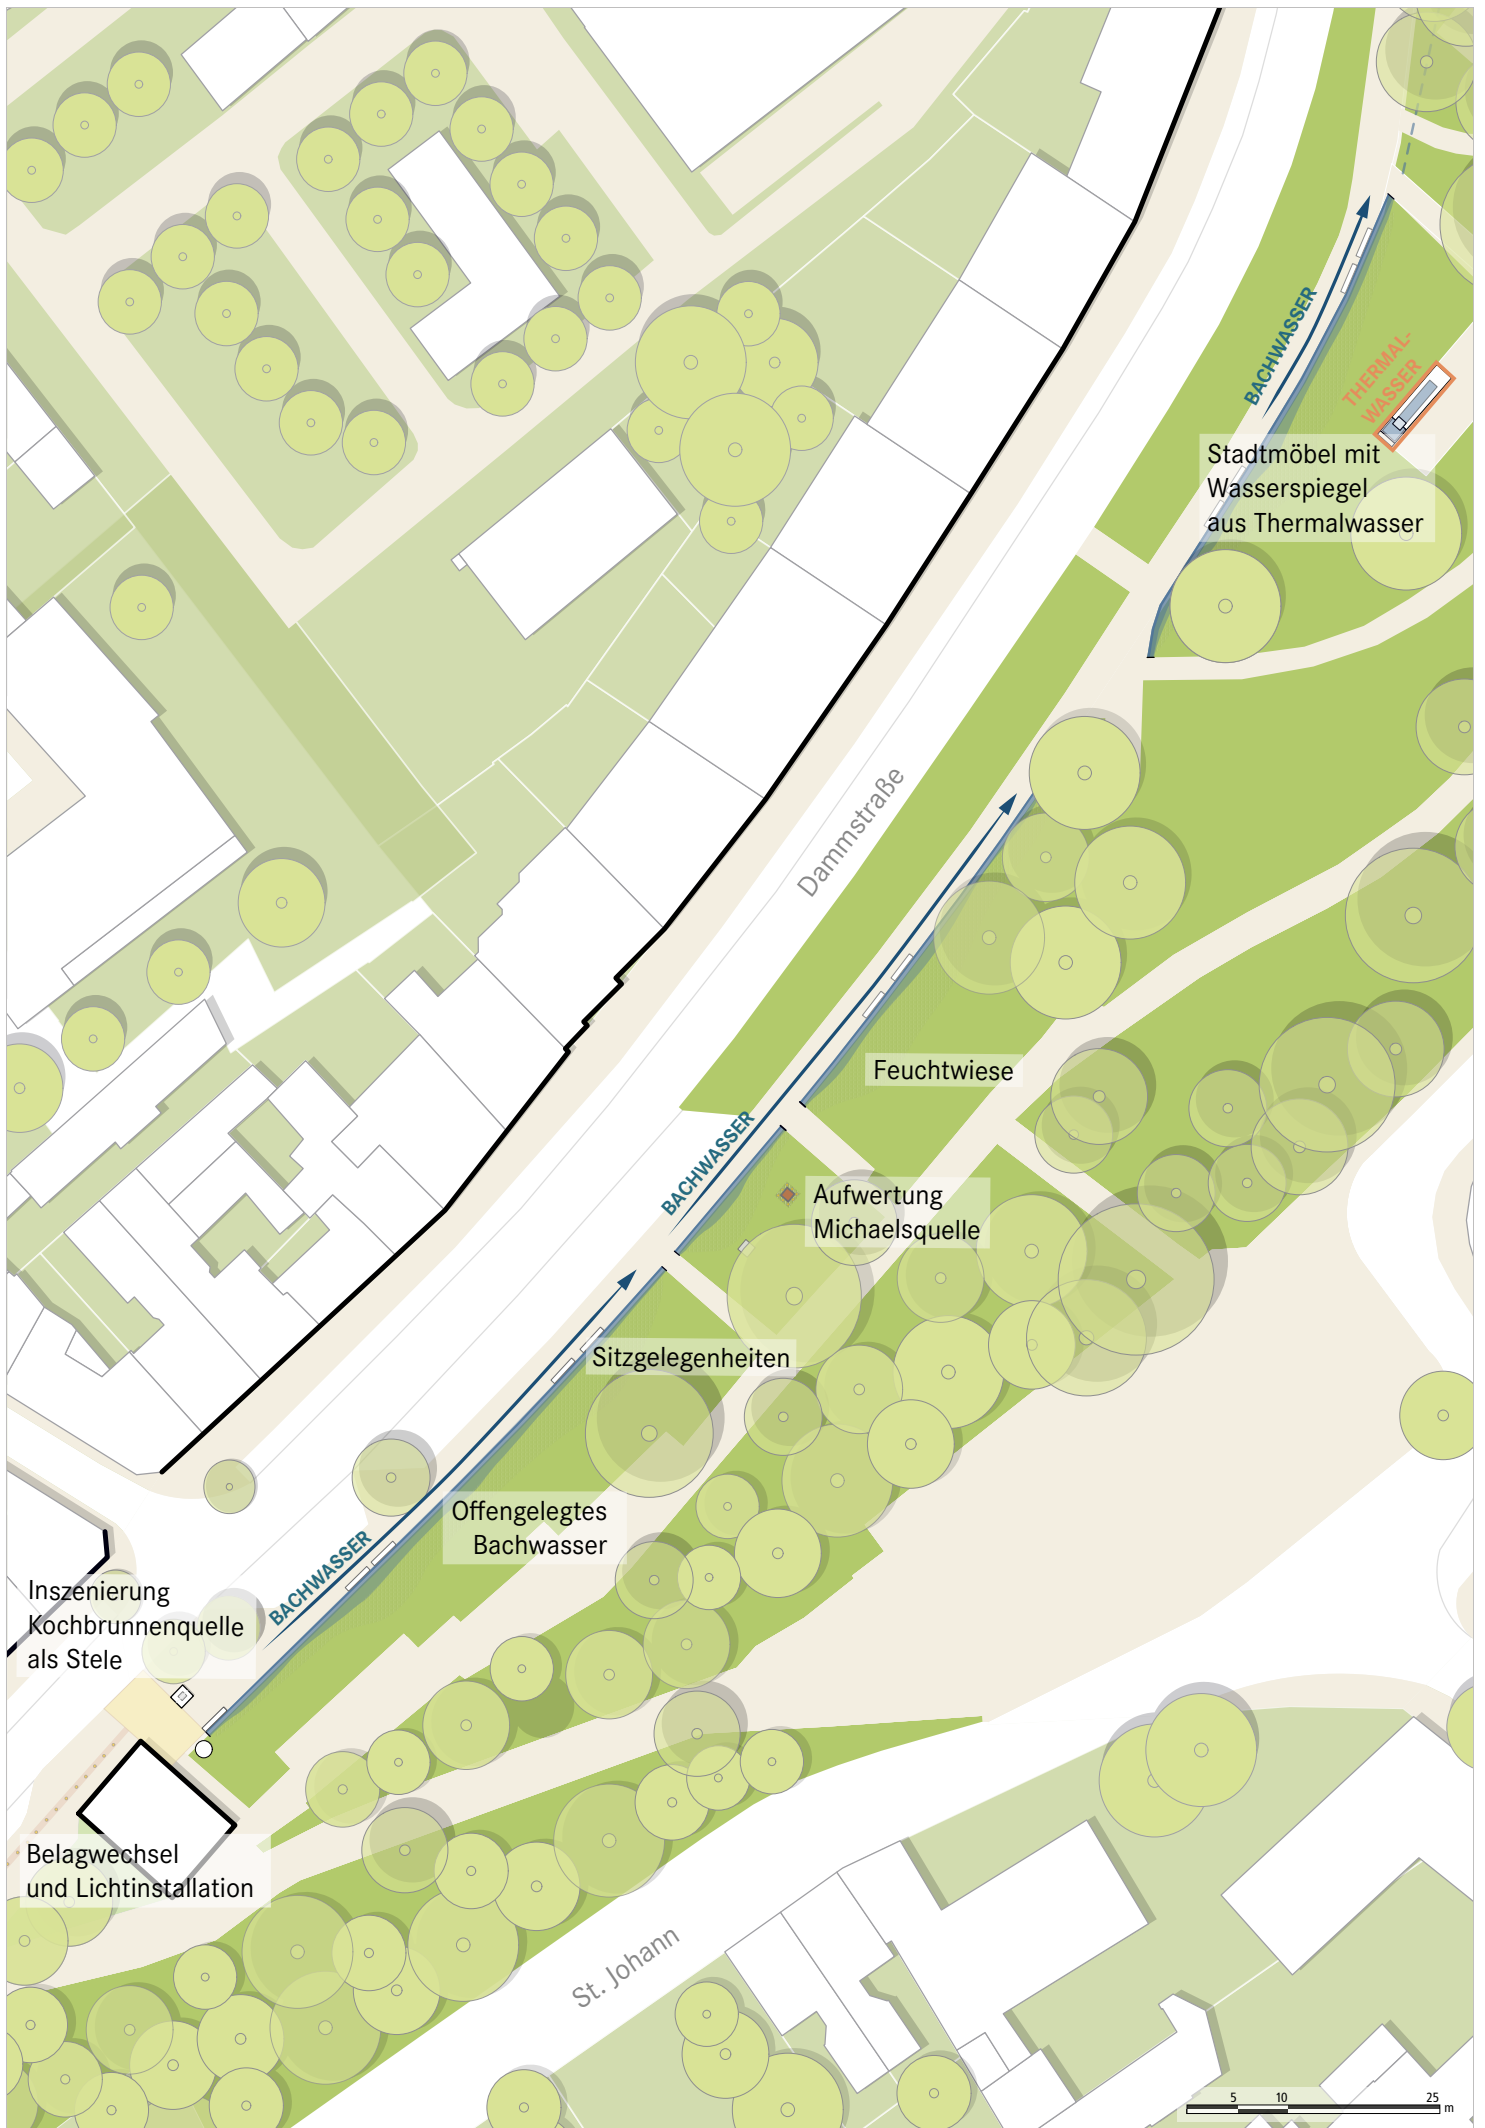 BACHWASSER
THERMAL-
WASSER
Stadtmöbel mit
Wasserspiegel
aus Thermalwasser
Dammstraße
Feuchtwiese
BACHWASSER
Aufwertung
Michaelsquelle
Sitzgelegenheiten
Offengelegtes
Bachwasser
BACHWASSER
Inszenierung
Kochbrunnenquelle
als Stele
Belagwechsel
und Lichtinstallation
St. Johann
5 10 25 m